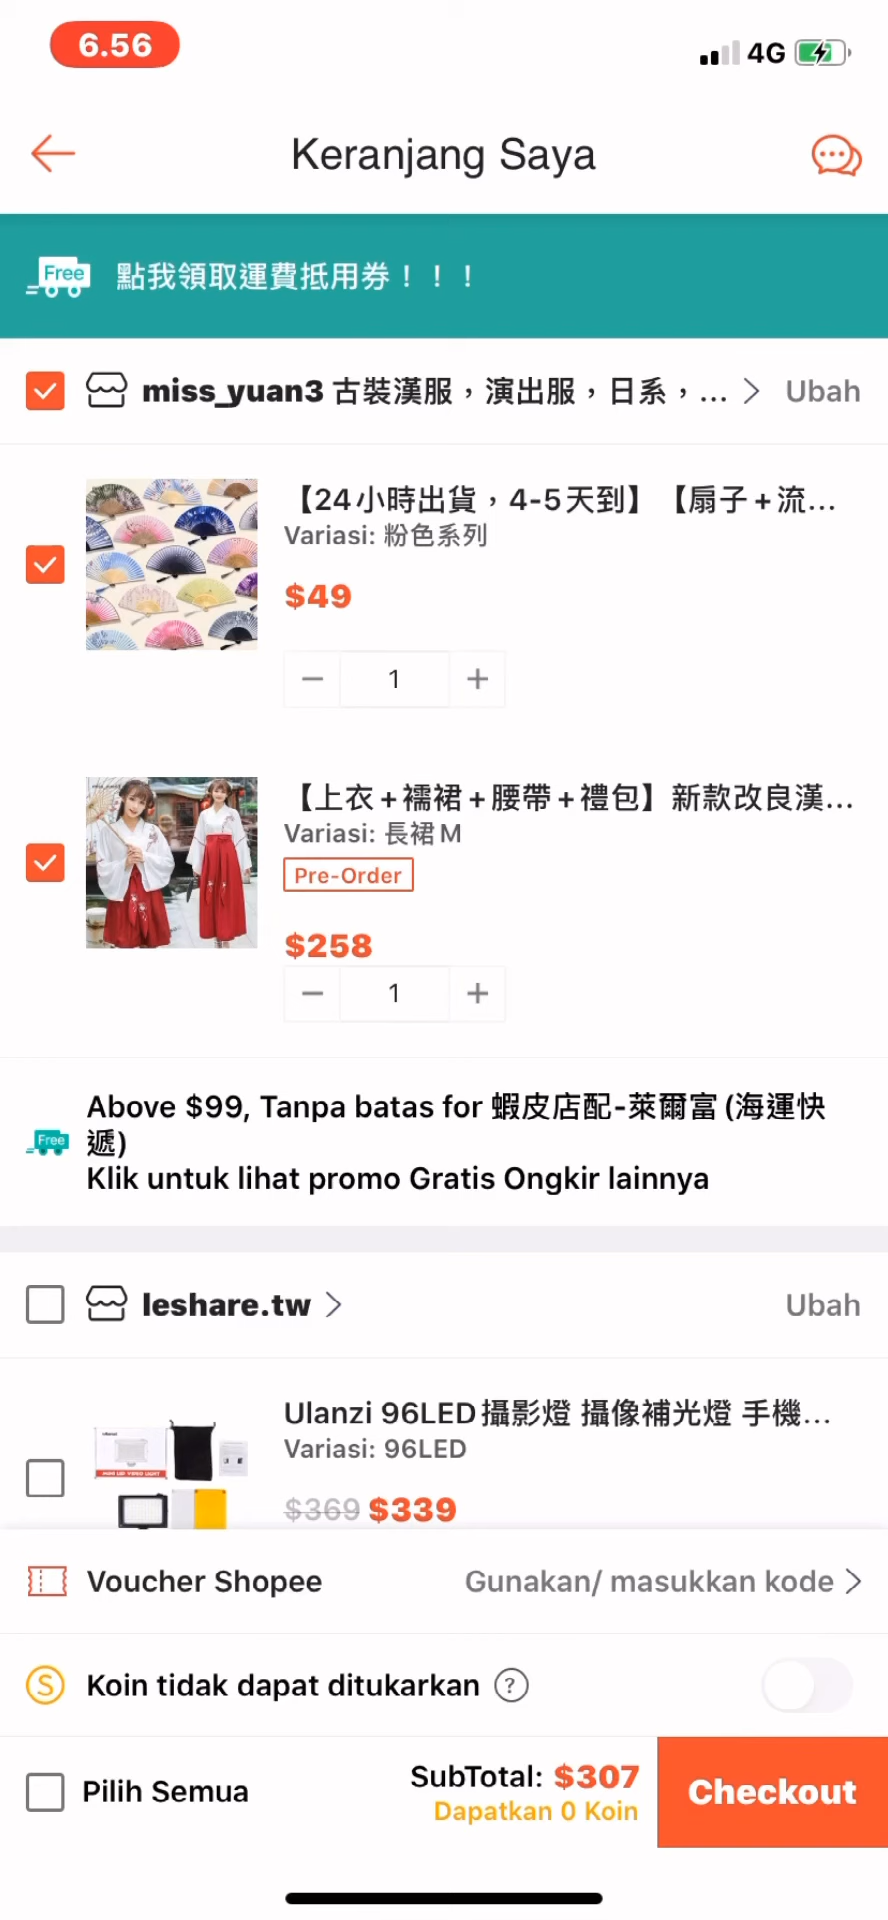 6.56
4G
Keranjang Saya
Free 點我領取運費抵用券！！！
miss_yuan3 古裝漢服，演出服，日系，... Ubah
【24小時出貨，4-5天到】【扇子+流...
Variasi: 粉色系列
$49
1
【上衣+襦裙+腰帶+禮包】新款改良漢...
Variasi: 長裙M
Pre-Order
$258
1
Above $99, Tanpa batas for 蝦皮店配-萊爾富 (海運快
Free 遞)
Klik untuk lihat promo Gratis Ongkir lainnya
leshare.tw Ubah
Ulanzi 96LED攝影燈 攝像補光燈 手機...
Variasi: 96LED
$369 $339
Voucher Shopee Gunakan/ masukkan kode
Koin tidak dapat ditukarkan ?
Pilih Semua
SubTotal: $307
Dapatkan 0 Koin
Checkout